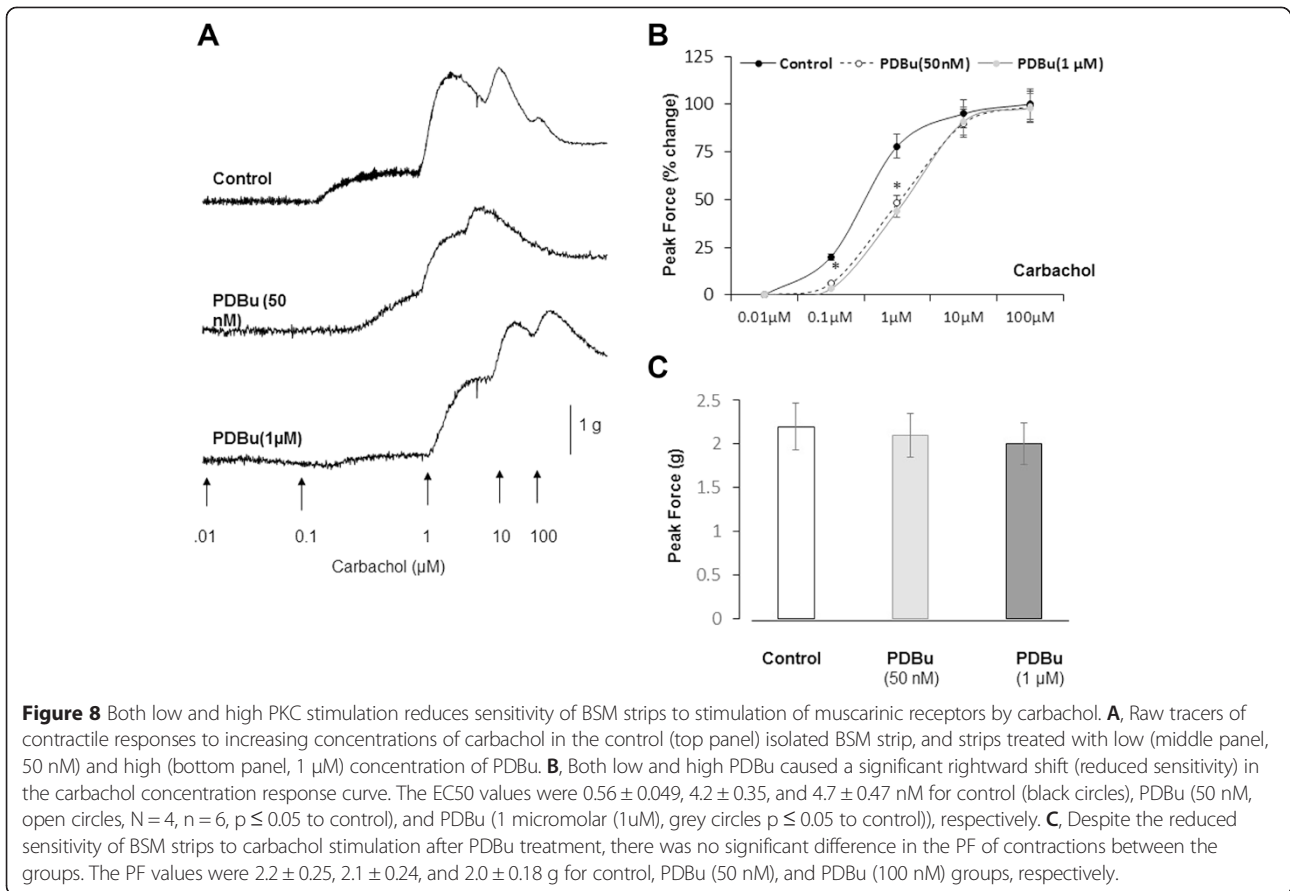 A
Control
PDBu (50
nM)
PDBu(1µM)
1 g
.01 0.1 1 10 100
Carbachol (µM)
B
Control PDBu(50nM) PDBu(1 µM)
Peak Force (% change)
125
100
75
50
25
0
*
*
Carbachol
0.01µM 0.1µM 1µM 10µM 100µM
C
Peak Force (g)
2.5
2
1.5
1
0.5
0
Control PDBu PDBu
(50 nM) (1 µM)
Figure 8 Both low and high PKC stimulation reduces sensitivity of BSM strips to stimulation of muscarinic receptors by carbachol. A, Raw tracers of
contractile responses to increasing concentrations of carbachol in the control (top panel) isolated BSM strip, and strips treated with low (middle panel,
50 nM) and high (bottom panel, 1 µM) concentration of PDBu. B, Both low and high PDBu caused a significant rightward shift (reduced sensitivity) in
the carbachol concentration response curve. The EC50 values were 0.56 ± 0.049, 4.2 ± 0.35, and 4.7 ± 0.47 nM for control (black circles), PDBu (50 nM,
open circles, N = 4, n = 6, p ≤ 0.05 to control), and PDBu (1 micromolar (1uM), grey circles p ≤ 0.05 to control)), respectively. C, Despite the reduced
sensitivity of BSM strips to carbachol stimulation after PDBu treatment, there was no significant difference in the PF of contractions between the
groups. The PF values were 2.2 ± 0.25, 2.1 ± 0.24, and 2.0 ± 0.18 g for control, PDBu (50 nM), and PDBu (100 nM) groups, respectively.